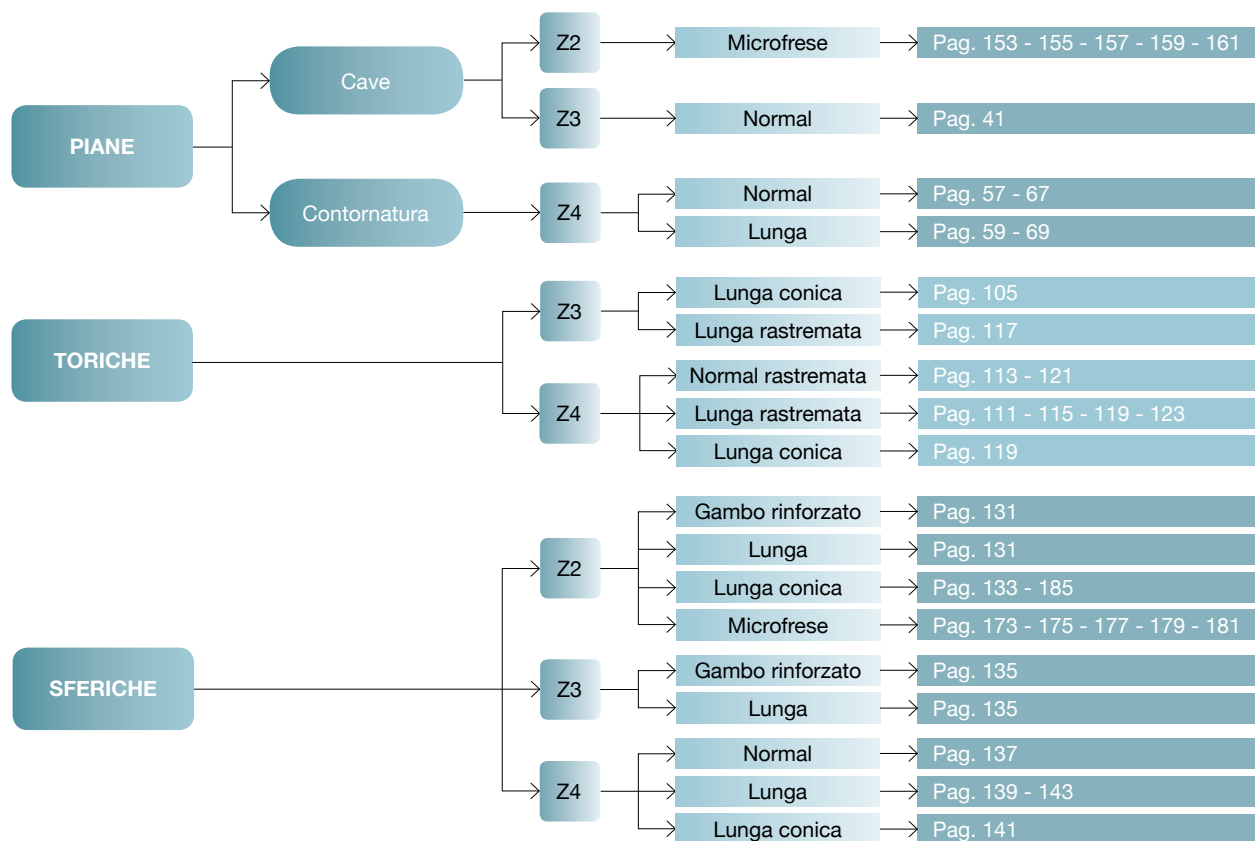 PIANE
Cave
Z2
Microfrese
Pag. 153 - 155 - 157 - 159 - 161
Z3
Normal
Pag. 41
Contornatura
Z4
Normal
Pag. 57 - 67
Lunga
Pag. 59 - 69
TORICHE
Z3
Lunga conica
Pag. 105
Lunga rastremata
Pag. 117
Z4
Normal rastremata
Pag. 113 - 121
Lunga rastremata
Pag. 111 - 115 - 119 - 123
Lunga conica
Pag. 119
SFERICHE
Z2
Gambo rinforzato
Pag. 131
Lunga
Pag. 131
Lunga conica
Pag. 133 - 185
Microfrese
Pag. 173 - 175 - 177 - 179 - 181
Z3
Gambo rinforzato
Pag. 135
Lunga
Pag. 135
Z4
Normal
Pag. 137
Lunga
Pag. 139 - 143
Lunga conica
Pag. 141